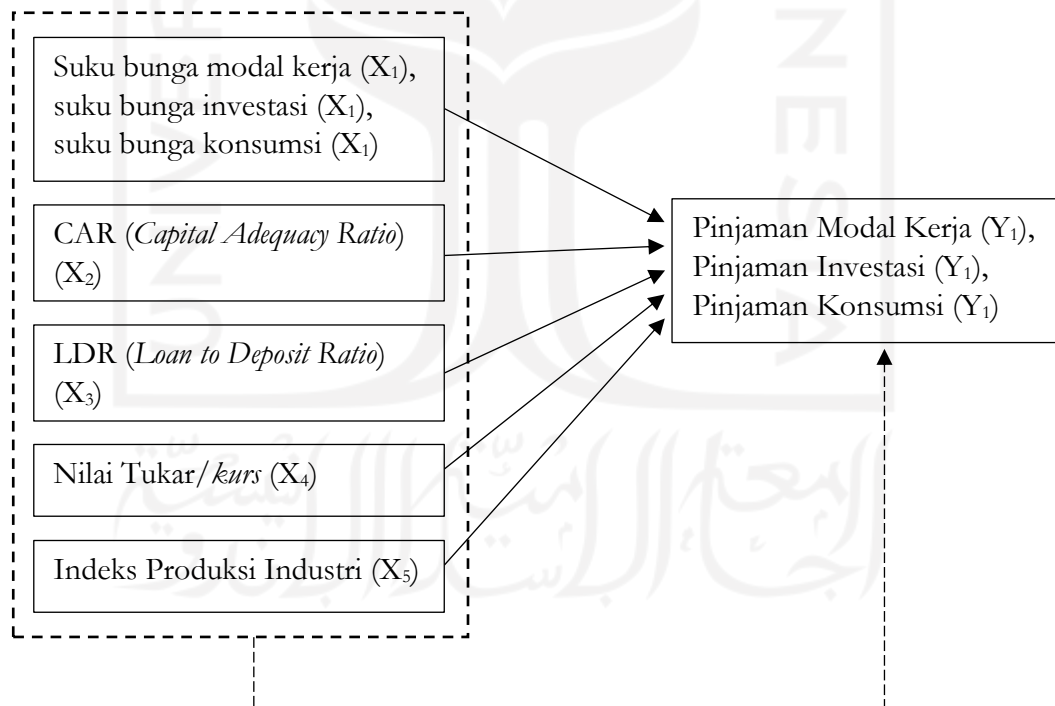 Suku bunga modal kerja (X₁),
suku bunga investasi (X₁),
suku bunga konsumsi (X₁)
CAR (Capital Adequacy Ratio)
(X₂)
LDR (Loan to Deposit Ratio)
(X₃)
Nilai Tukar/kurs (X₄)
Indeks Produksi Industri (X₅)
Pinjaman Modal Kerja (Y₁),
Pinjaman Investasi (Y₁),
Pinjaman Konsumsi (Y₁)